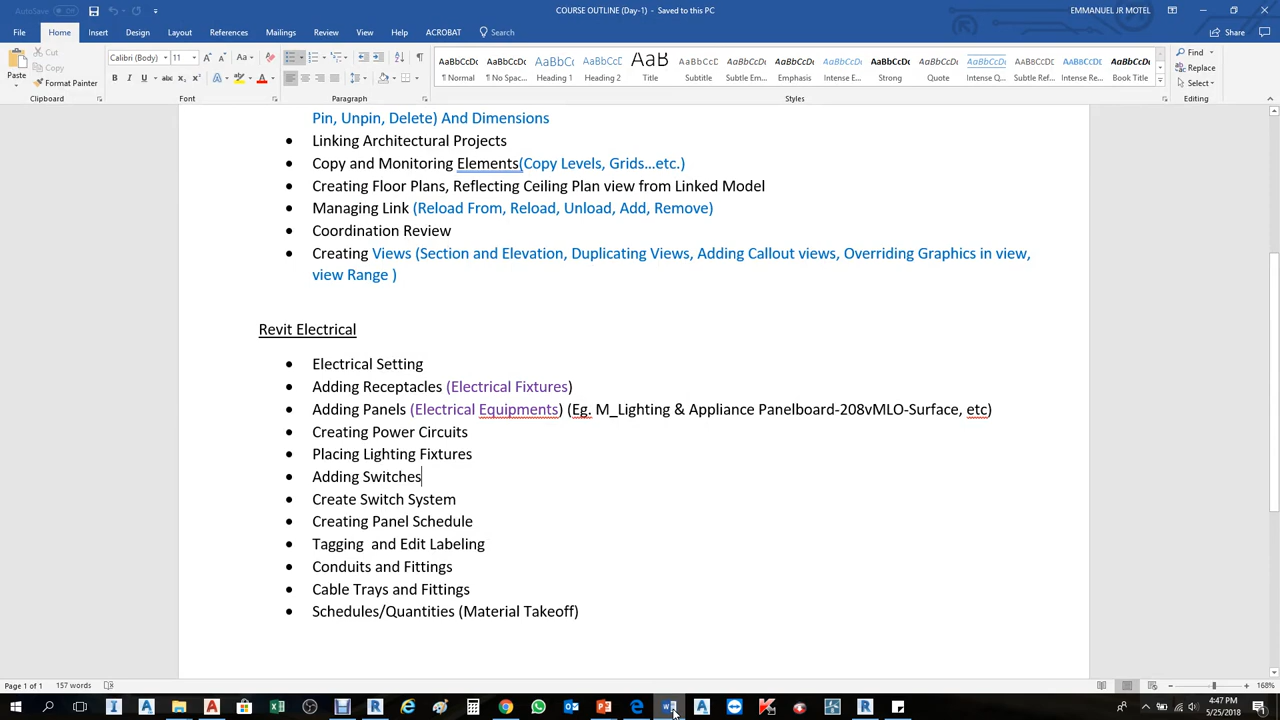 AutoSave
COURSE OUTLINE (Day-1)  -  Saved to this PC
EMMANUEL JR MOTEL
File Home Insert Design Layout References Mailings Review View Help ACROBAT Search
Share
Paste
Cut
Copy
Format Painter
Clipboard
Calibri (Body)
11
Font
Paragraph
AaBbCcDc AaBbCcDc AaBbCc AaBbCcC AaB AaBbCcC AaBbCcDc AaBbCcDc AaBbCcDc AaBbCcDc AaBbCcDc AaBbCcDc AaBbCcDc AaBbCcDc AaBbCcDc
¶ Normal ¶ No Spac... Heading 1 Heading 2 Title Subtitle Subtle Em... Emphasis Intense E... Strong Quote Intense Q... Subtle Ref... Intense Re... Book Title
Styles
Find
Replace
Select
Editing
Pin, Unpin, Delete) And Dimensions
• Linking Architectural Projects
• Copy and Monitoring Elements(Copy Levels, Grids...etc.)
• Creating Floor Plans, Reflecting Ceiling Plan view from Linked Model
• Managing Link (Reload From, Reload, Unload, Add, Remove)
• Coordination Review
• Creating Views (Section and Elevation, Duplicating Views, Adding Callout views, Overriding Graphics in view,
view Range )
Revit Electrical
• Electrical Setting
• Adding Receptacles (Electrical Fixtures)
• Adding Panels (Electrical Equipments) (Eg. M_Lighting & Appliance Panelboard-208vMLO-Surface, etc)
• Creating Power Circuits
• Placing Lighting Fixtures
• Adding Switches
• Create Switch System
• Creating Panel Schedule
• Tagging  and Edit Labeling
• Conduits and Fittings
• Cable Trays and Fittings
• Schedules/Quantities (Material Takeoff)
Page 1 of 1 157 words
168%
4:47 PM
5/25/2018